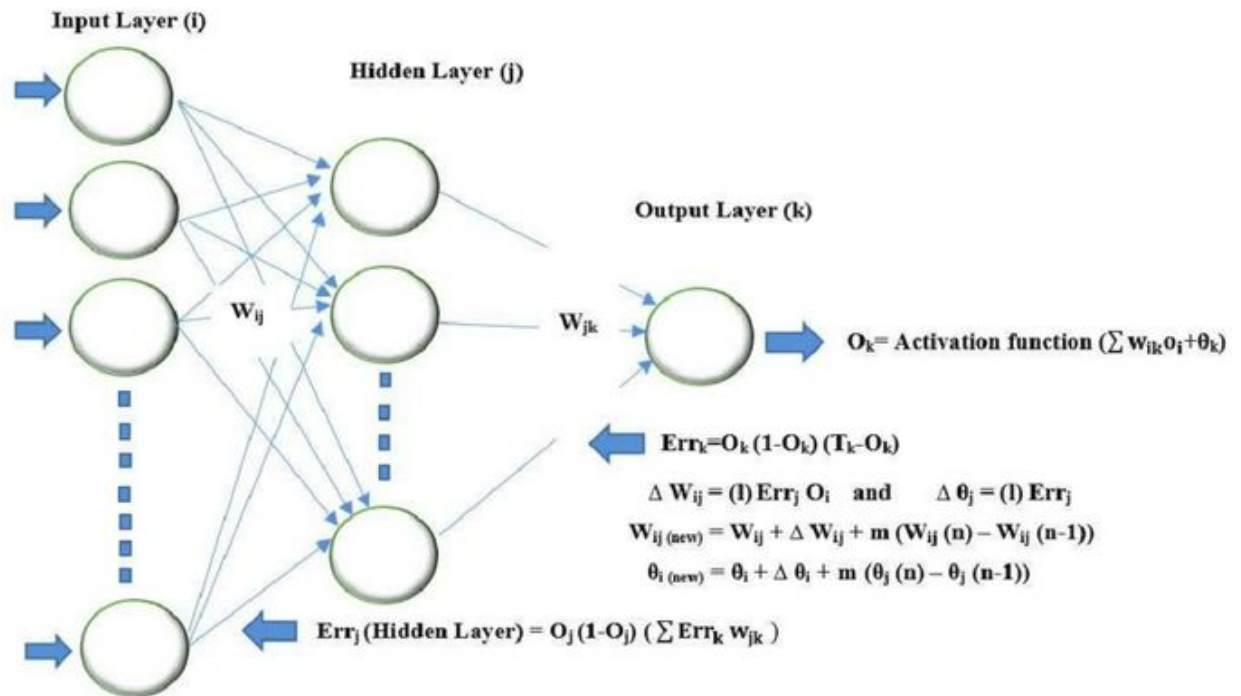 Input Layer (i)
Hidden Layer (j)
Output Layer (k)
Wᵢⱼ
Wⱼₖ
Oₖ= Activation function (∑ wᵢₖoᵢ+θₖ)
Errₖ=Oₖ (1-Oₖ) (Tₖ-Oₖ)
Δ Wᵢⱼ = (l) Errⱼ Oᵢ and Δ θⱼ = (l) Errⱼ
Wᵢⱼ (new) = Wᵢⱼ + Δ Wᵢⱼ + m (Wᵢⱼ (n) – Wᵢⱼ (n-1))
θᵢ (new) = θᵢ + Δ θᵢ + m (θⱼ (n) – θⱼ (n-1))
Errⱼ (Hidden Layer) = Oⱼ (1-Oⱼ) ( ∑ Errₖ wⱼₖ )